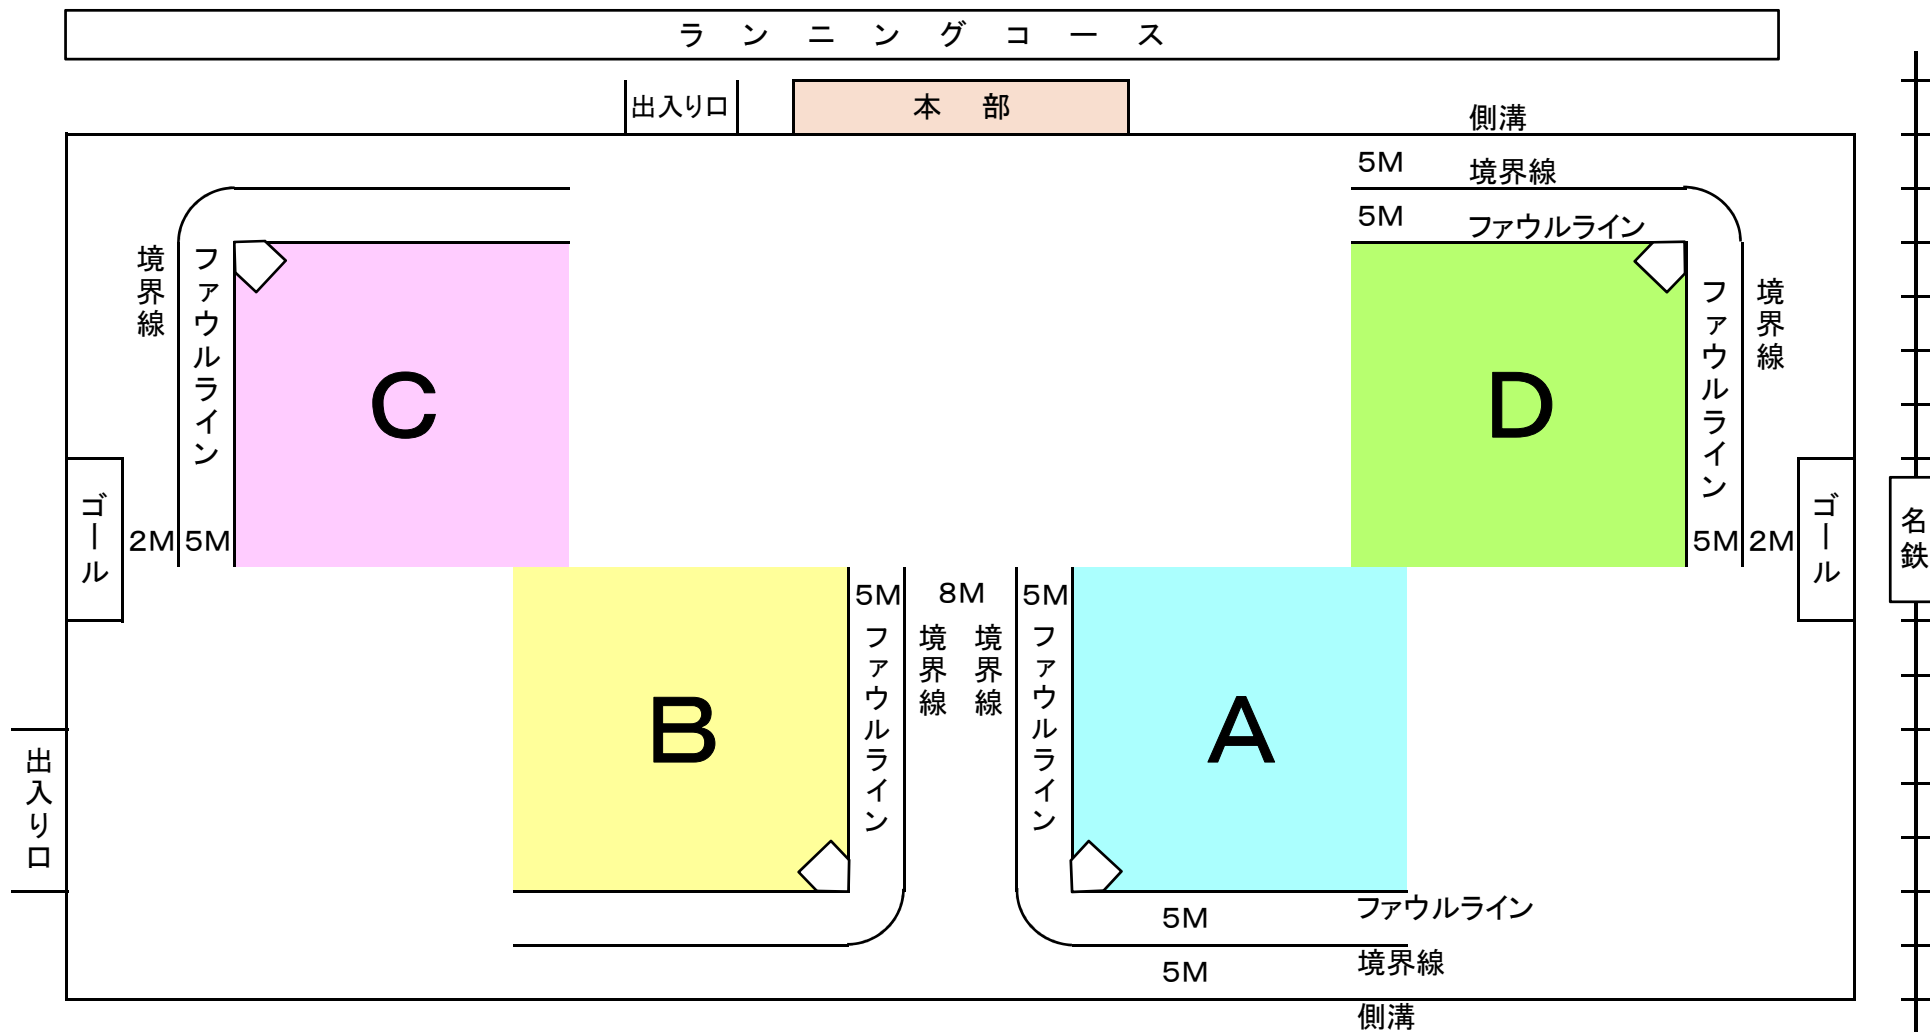 ランニングコース
出入り口
本部
側溝
5M
境界線
5M
ファウルライン
境界線
ファウルライン
C
D
ファウルライン
境界線
ゴール
2M
5M
5M
2M
ゴール
名鉄
5M
8M
5M
ファウルライン
境界線
境界線
ファウルライン
B
A
出入り口
5M
ファウルライン
5M
境界線
側溝